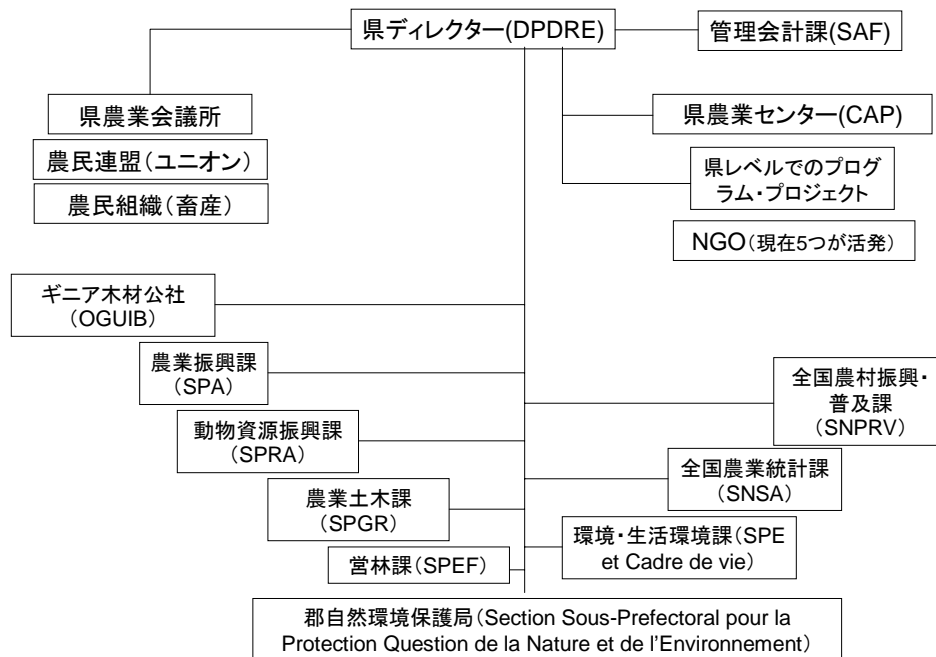 県ディレクター(DPDRE)
管理会計課(SAF)
県農業会議所
県農業センター(CAP)
農民連盟(ユニオン)
農民組織(畜産)
県レベルでのプログ
ラム・プロジェクト
NGO(現在5つが活発)
ギニア木材公社
(OGUIB)
農業振興課
(SPA)
全国農村振興・
普及課
(SNPRV)
動物資源振興課
(SPRA)
全国農業統計課
(SNSA)
農業土木課
(SPGR)
環境・生活環境課(SPE
et Cadre de vie)
営林課(SPEF)
郡自然環境保護局(Section Sous-Prefectoral pour la
Protection Question de la Nature et de l'Environnement)